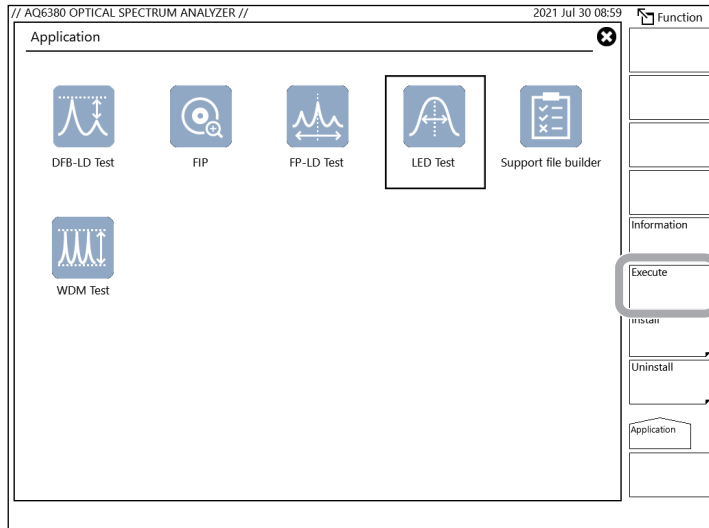 // AQ6380 OPTICAL SPECTRUM ANALYZER // 2021 Jul 30 08:59
Function
Application
DFB-LD Test FIP FP-LD Test LED Test Support file builder
WDM Test
Information
Execute
Install
Uninstall
Application